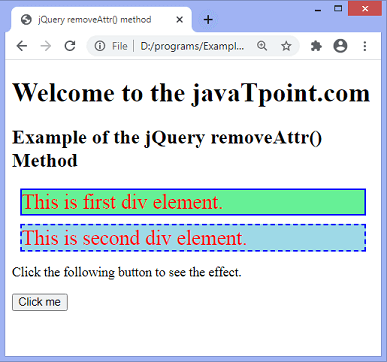 jQuery removeAttr() method
File | D:/programs/Exampl...
Welcome to the javaTpoint.com
Example of the jQuery removeAttr()
Method
This is first div element.
This is second div element.
Click the following button to see the effect.
Click me